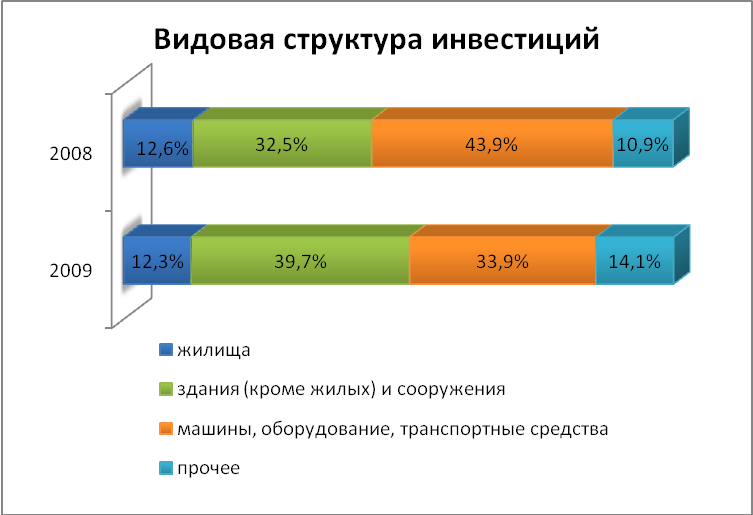 Видовая структура инвестиций
2008
12,6% 32,5% 43,9% 10,9%
2009
12,3% 39,7% 33,9% 14,1%
жилища
здания (кроме жилых) и сооружения
машины, оборудование, транспортные средства
прочее